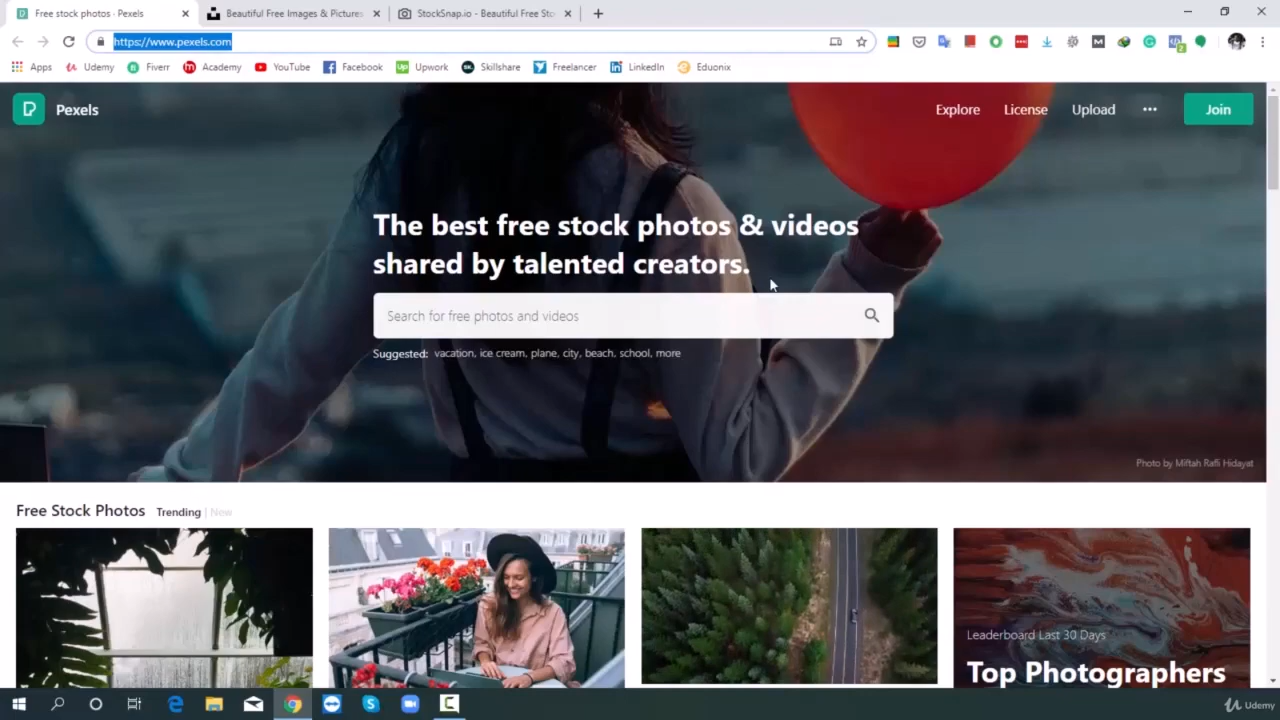 Free stock photos · Pexels
Beautiful Free Images & Pictures
StockSnap.io - Beautiful Free Sto
https://www.pexels.com
Apps
Udemy
Fiverr
Academy
YouTube
Facebook
Upwork
Skillshare
Freelancer
LinkedIn
Eduonix
Pexels
Explore
License
Upload
Join
The best free stock photos & videos
shared by talented creators.
Search for free photos and videos
Suggested: vacation, ice cream, plane, city, beach, school, more
Photo by Miftah Rafli Hidayat
Free Stock Photos Trending | New
Leaderboard Last 30 Days
Top Photographers
Udemy